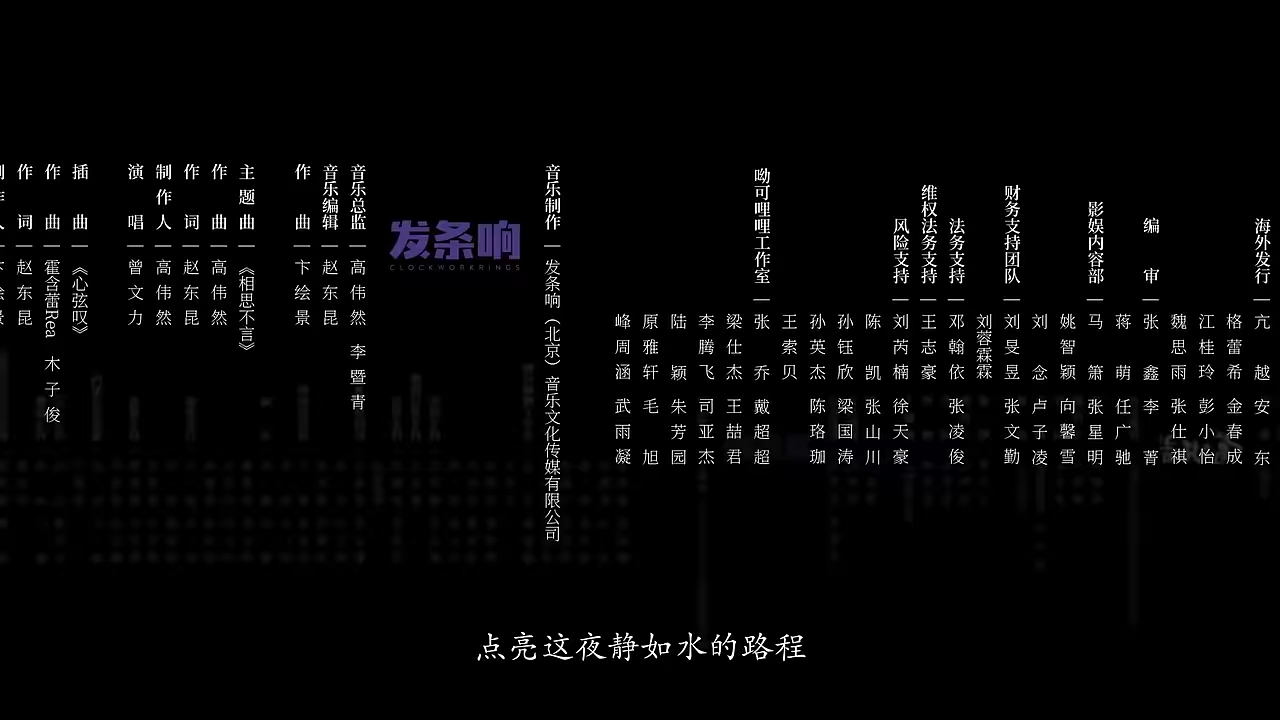 海外发行 亢越 安东
格蕾希 金春成
江桂玲 彭小怡
魏思雨 张仕祺
编审 张鑫 李菁
蒋萌 任广驰
影娱内容部 马箫 张星明
姚智颖 向馨雪
刘念 卢子凌
财务支持团队 刘旻昱 张文勤
刘蓉霖霖
法务支持 邓翰依 张凌俊
维权法务支持 王志豪
风险支持 刘芮楠 徐天豪
陈凯 张山川
孙钰欣 梁国涛
孙英杰 陈珞珈
王索贝
呦可哩哩工作室 张乔 戴超超
梁仕杰 王喆君
李腾飞 司亚杰
陆颖 朱芳园
原雅轩 毛旭
峰周涵 武雨凝
音乐制作 发条响（北京）音乐文化传媒有限公司
发条响
CLOCKWORKRINGS
音乐总监 高伟然 李暨青
音乐编辑 赵东昆
作曲 卞绘景
主题曲 《相思不言》
作曲 高伟然
作词 赵东昆
制作人 高伟然
演唱 曾文力
插曲 《心弦叹》
作曲 霍含蕾Rea 木子俊
作词 赵东昆
点亮这夜静如水的路程